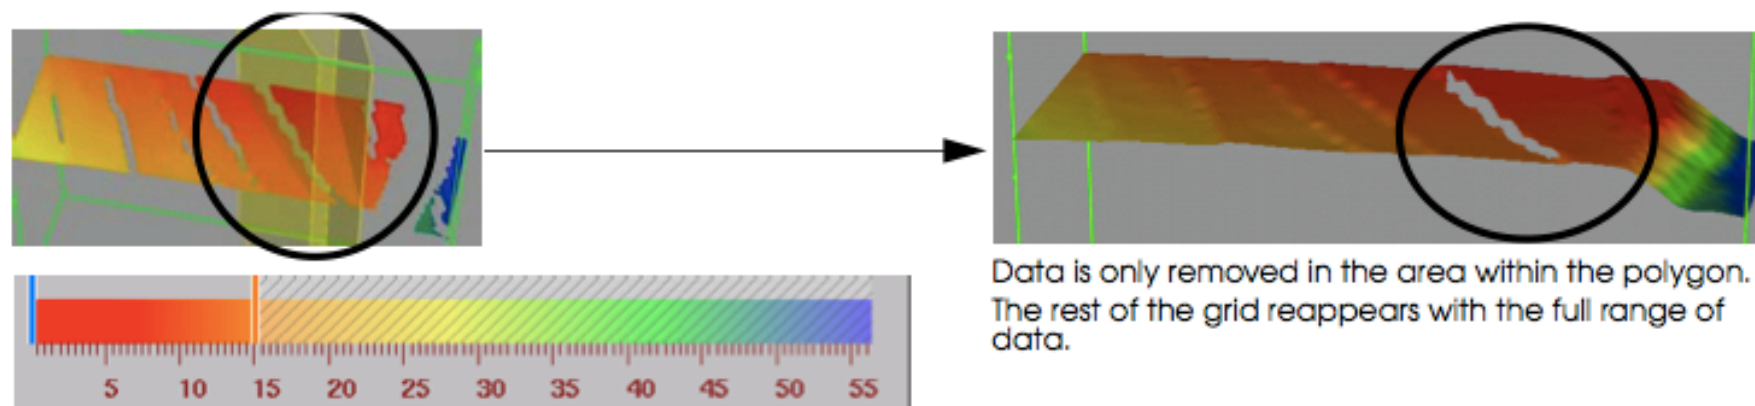 Data is only removed in the area within the polygon.
The rest of the grid reappears with the full range of
data.
5 10 15 20 25 30 35 40 45 50 55